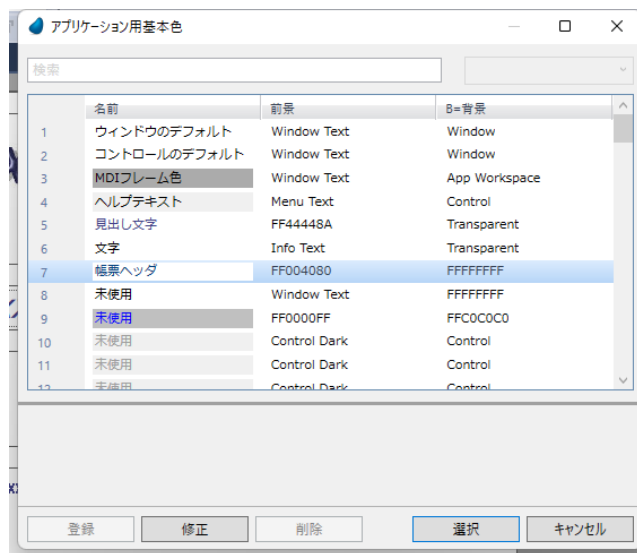 アプリケーション用基本色
検索
名前 前景 B=背景
1 ウィンドウのデフォルト Window Text Window
2 コントロールのデフォルト Window Text Window
3 MDIフレーム色 Window Text App Workspace
4 ヘルプテキスト Menu Text Control
5 見出し文字 FF44448A Transparent
6 文字 Info Text Transparent
7 帳票ヘッダ FF004080 FFFFFFFF
8 未使用 Window Text FFFFFFFF
9 未使用 FF0000FF FFC0C0C0
10 未使用 Control Dark Control
11 未使用 Control Dark Control
12 未使用 Control Dark Control
登録 修正 削除 選択 キャンセル